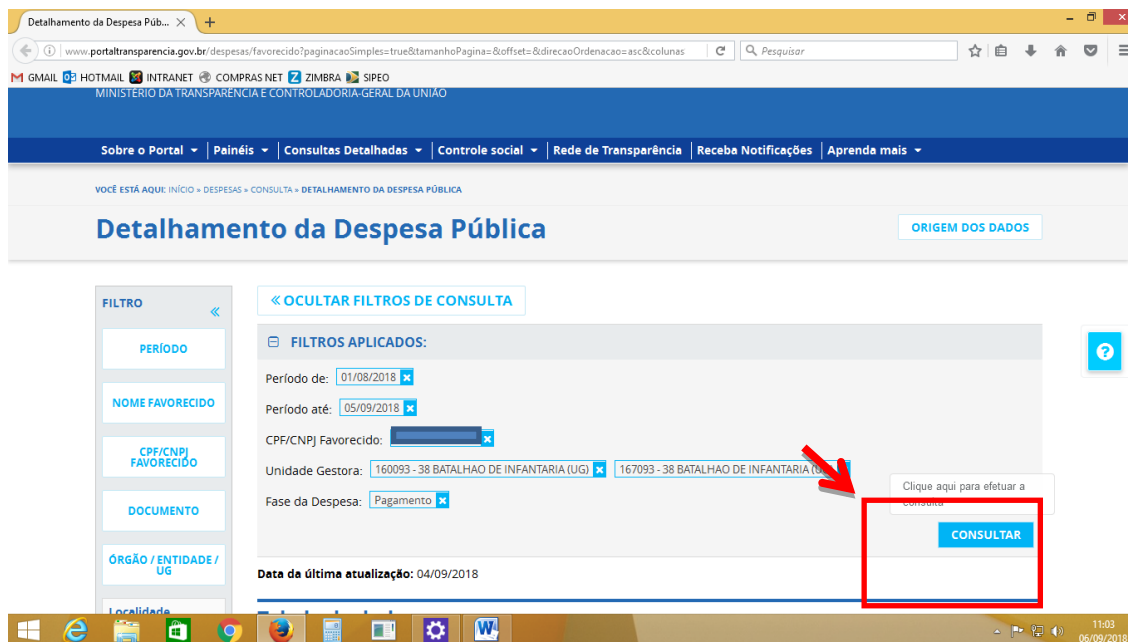 Detalhamento da Despesa Púb...
www.portaltransparencia.gov.br/despesas/favorecido?paginacaoSimples=true&tamanhoPagina=&offset=&direcaoOrdenacao=asc&colunas
Pesquisar
GMAIL HOTMAIL INTRANET COMPRAS NET ZIMBRA SIPEO
MINISTÉRIO DA TRANSPARÊNCIA E CONTROLADORIA-GERAL DA UNIÃO
Sobre o Portal Painéis Consultas Detalhadas Controle social Rede de Transparência Receba Notificações Aprenda mais
VOCÊ ESTÁ AQUI: INÍCIO » DESPESAS » CONSULTA » DETALHAMENTO DA DESPESA PÚBLICA
Detalhamento da Despesa Pública
ORIGEM DOS DADOS
FILTRO
«
PERÍODO
NOME FAVORECIDO
CPF/CNPJ
FAVORECIDO
DOCUMENTO
ÓRGÃO / ENTIDADE /
UG
Localidade
« OCULTAR FILTROS DE CONSULTA
FILTROS APLICADOS:
Período de: 01/08/2018
Período até: 05/09/2018
CPF/CNPJ Favorecido:
Unidade Gestora: 160093 - 38 BATALHAO DE INFANTARIA (UG) 167093 - 38 BATALHAO DE INFANTARIA
Fase da Despesa: Pagamento
Clique aqui para efetuar a
consulta
CONSULTAR
Data da última atualização: 04/09/2018
11:03
06/09/2018